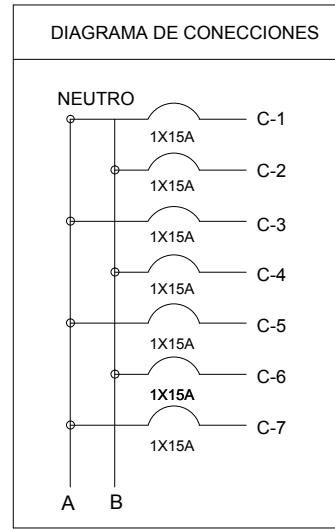 DIAGRAMA DE CONECCIONES
NEUTRO
C-1
1X15A
C-2
1X15A
C-3
1X15A
C-4
1X15A
C-5
1X15A
C-6
1X15A
C-7
1X15A
A B